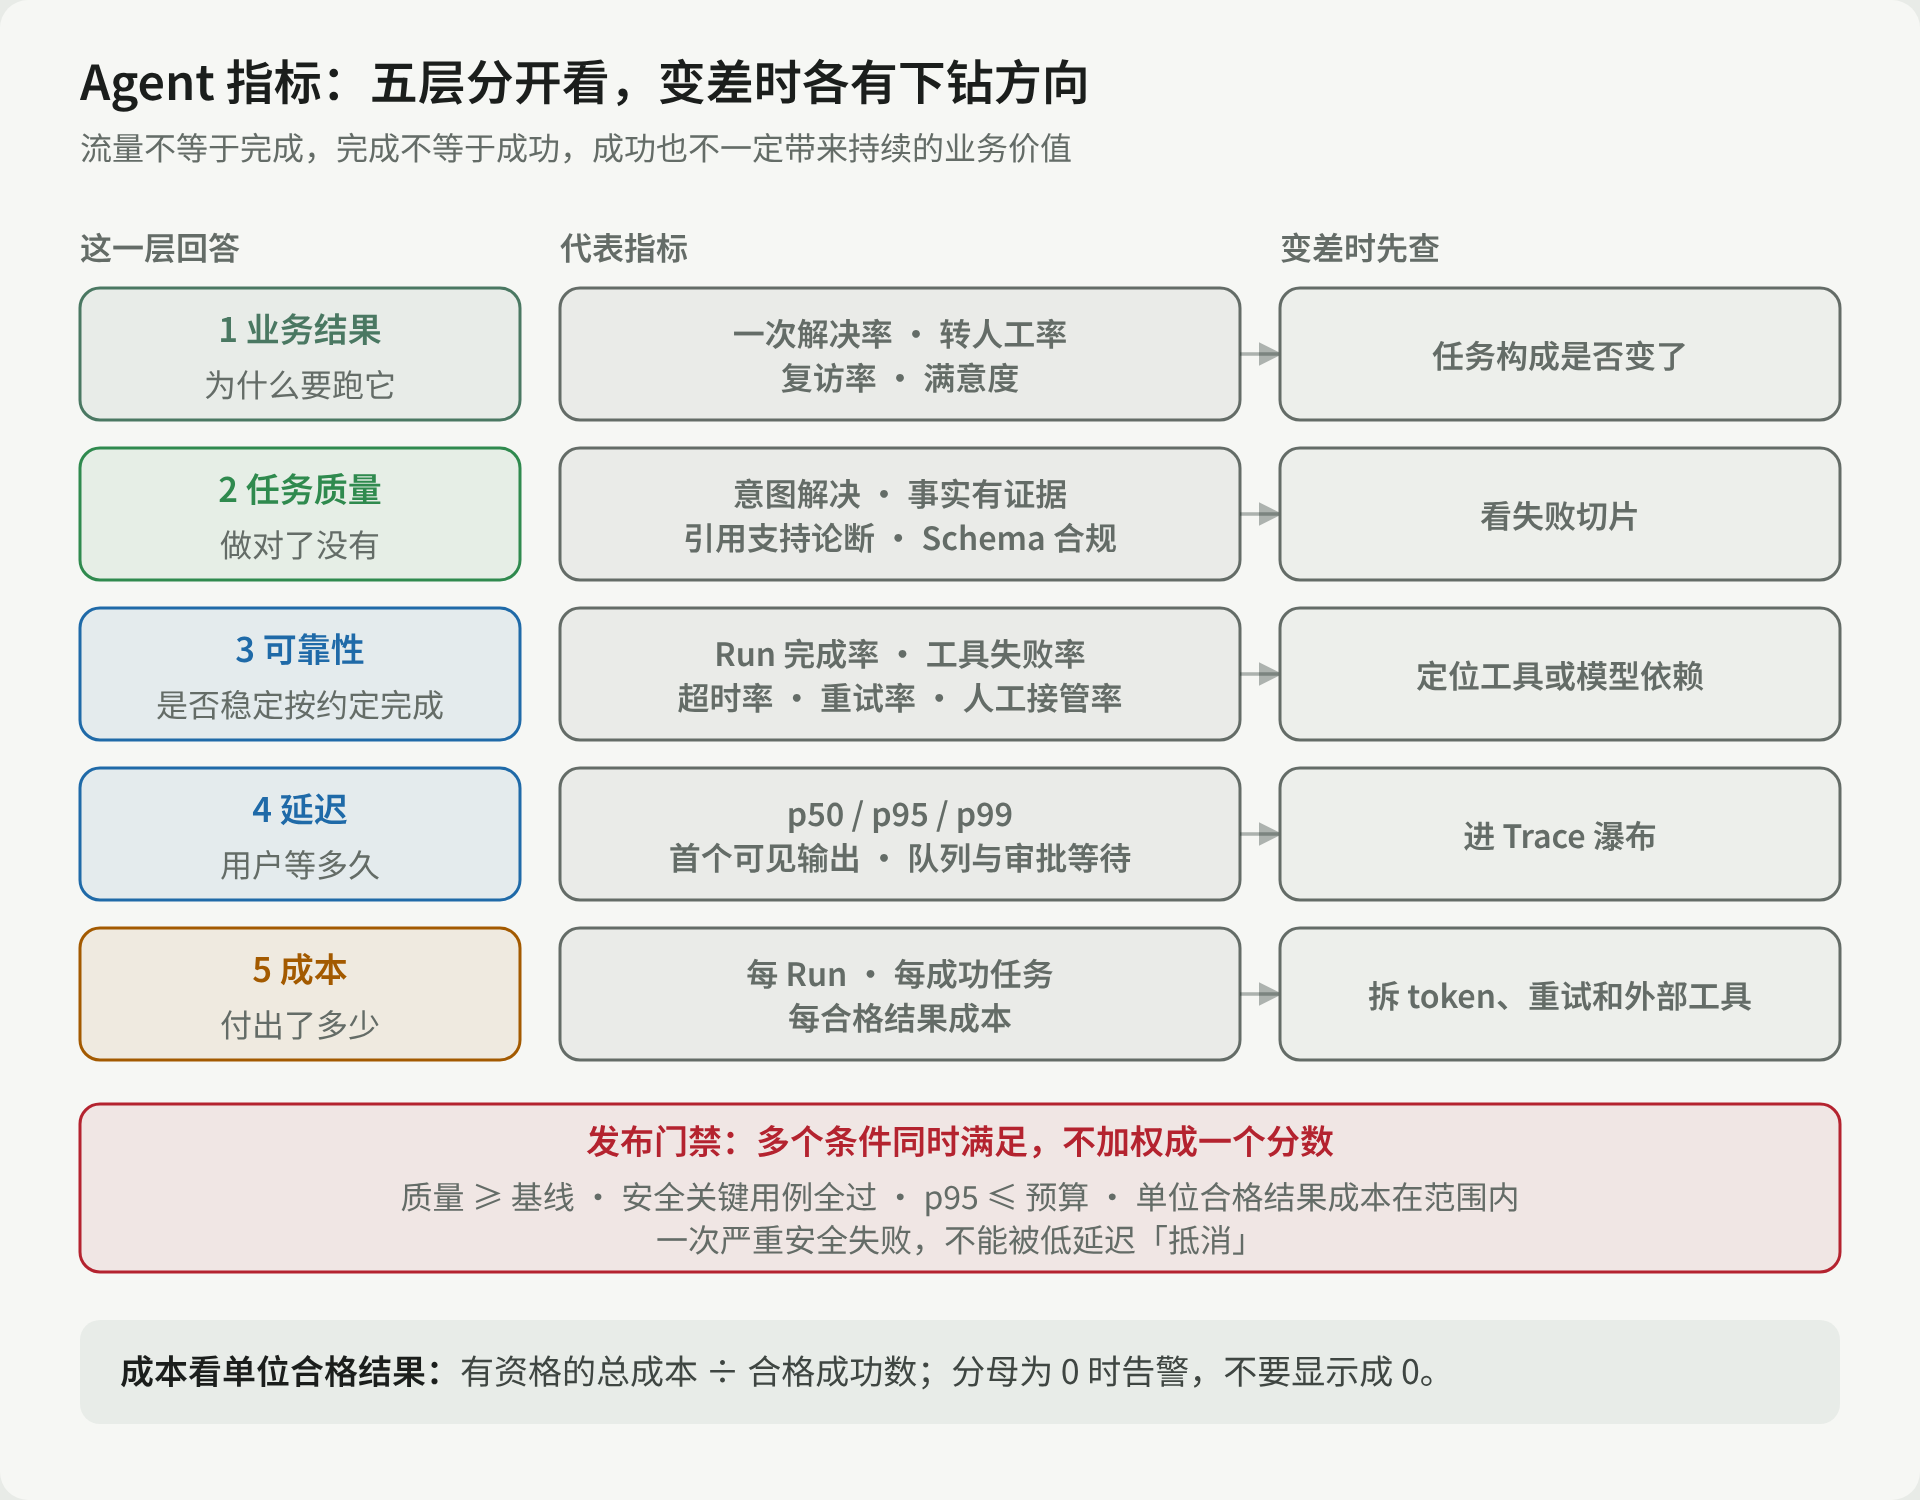 Agent 指标：五层分开看，变差时各有下钻方向
流量不等于完成，完成不等于成功，成功也不一定带来持续的业务价值
这一层回答
代表指标
变差时先查
1 业务结果
为什么要跑它
一次解决率 · 转人工率
复访率 · 满意度
任务构成是否变了
2 任务质量
做对了没有
意图解决 · 事实有证据
引用支持论断 · Schema 合规
看失败切片
3 可靠性
是否稳定按约定完成
Run 完成率 · 工具失败率
超时率 · 重试率 · 人工接管率
定位工具或模型依赖
4 延迟
用户等多久
p50 / p95 / p99
首个可见输出 · 队列与审批等待
进 Trace 瀑布
5 成本
付出了多少
每 Run · 每成功任务
每合格结果成本
拆 token、重试和外部工具
发布门禁：多个条件同时满足，不加权成一个分数
质量 ≥ 基线 · 安全关键用例全过 · p95 ≤ 预算 · 单位合格结果成本在范围内
一次严重安全失败，不能被低延迟「抵消」
成本看单位合格结果：有资格的总成本 ÷ 合格成功数；分母为 0 时告警，不要显示成 0。